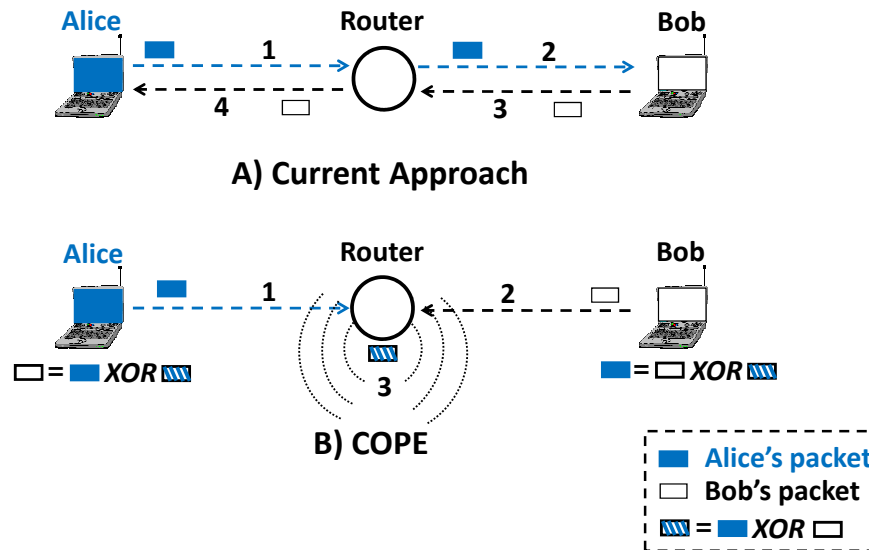 Alice Router Bob
1 2
4 3
A) Current Approach
Alice Router Bob
1 2
= XOR = XOR
3
B) COPE
Alice's packet
Bob's packet
= XOR